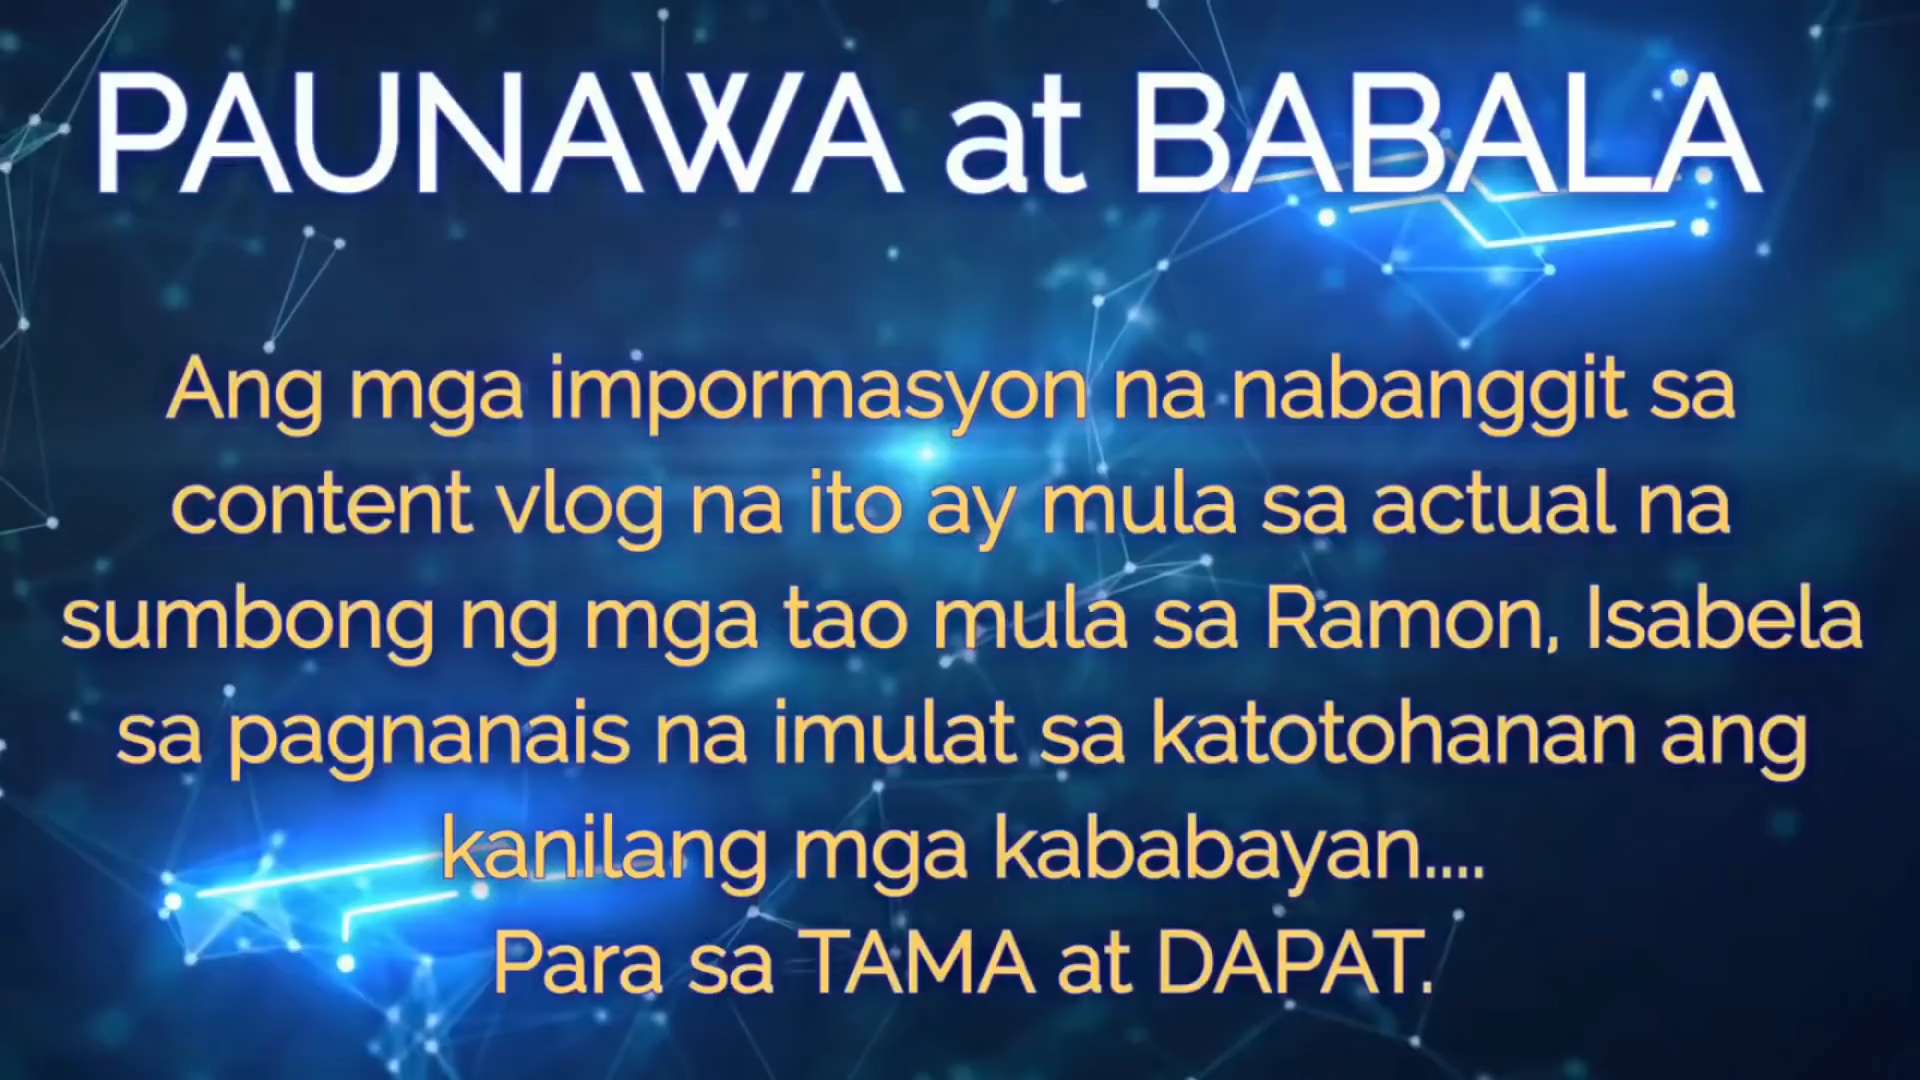 PAUNAWA at BABALA
Ang mga impormasyon na nabanggit sa
content vlog na ito ay mula sa actual na
sumbong ng mga tao mula sa Ramon, Isabela
sa pagnanais na imulat sa katotohanan ang
kanilang mga kababayan....
Para sa TAMA at DAPAT.